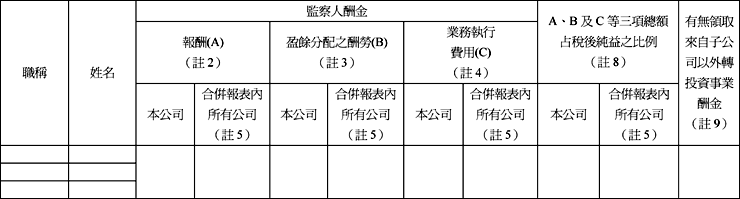 職稱
姓名
監察人酬金
報酬(A)
（註 2）
盈餘分配之酬勞(B)
（註 3）
業務執行
費用(C)
（註 4）
A、B 及 C 等三項總額
占稅後純益之比例
（註 8）
有無領取
來自子公
司以外轉
投資事業
酬金
（註 9）
本公司
合併報表內
所有公司
（註 5）
本公司
合併報表內
所有公司
（註 5）
本公司
合併報表內
所有公司
（註 5）
本公司
合併報表內
所有公司
（註 5）